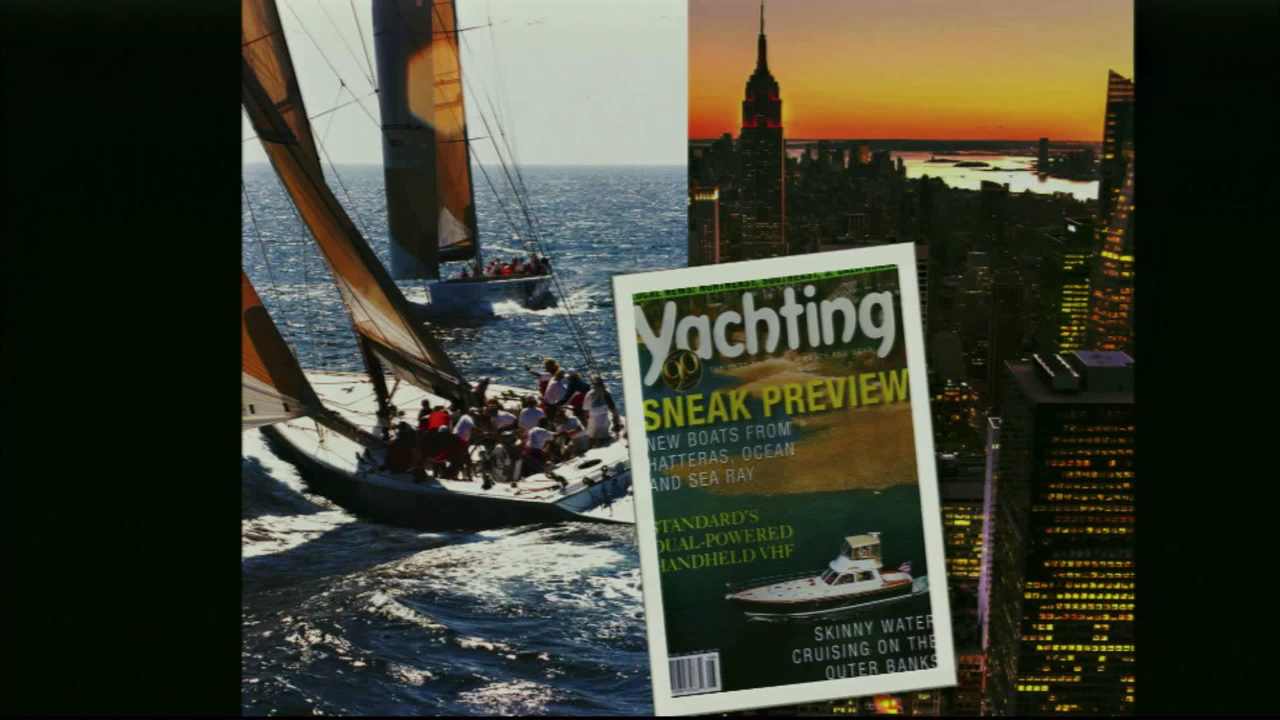 Yachting
90
SNEAK PREVIEW
NEW BOATS FROM
HATTERAS, OCEAN
AND SEA RAY
STANDARD'S
DUAL-POWERED
HANDHELD VHF
SKINNY WATER
CRUISING ON THE
OUTER BANKS